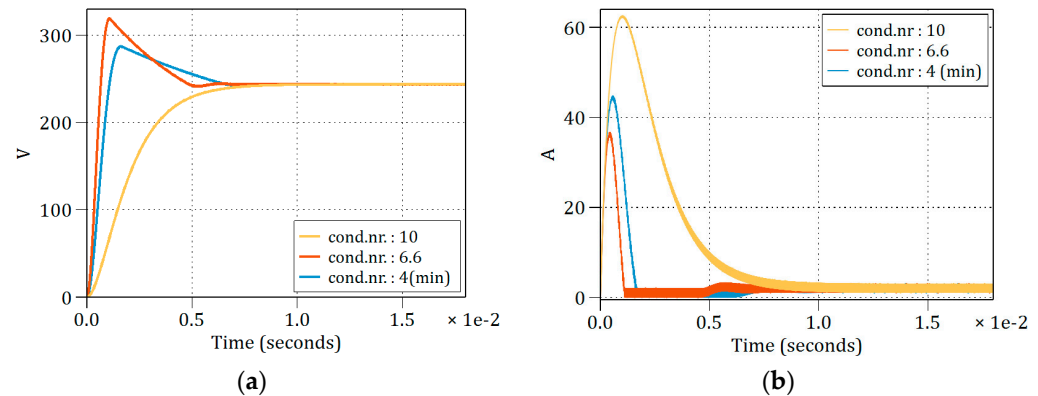 300
200
100
0
V
cond.nr. : 10
cond.nr. : 6.6
cond.nr. : 4(min)
0.0 0.5 1.0 1.5 × 1e-2
Time (seconds)
(a)
60
40
20
0
A
cond.nr : 10
cond.nr : 6.6
cond.nr : 4 (min)
0.0 0.5 1.0 1.5 × 1e-2
Time (seconds)
(b)